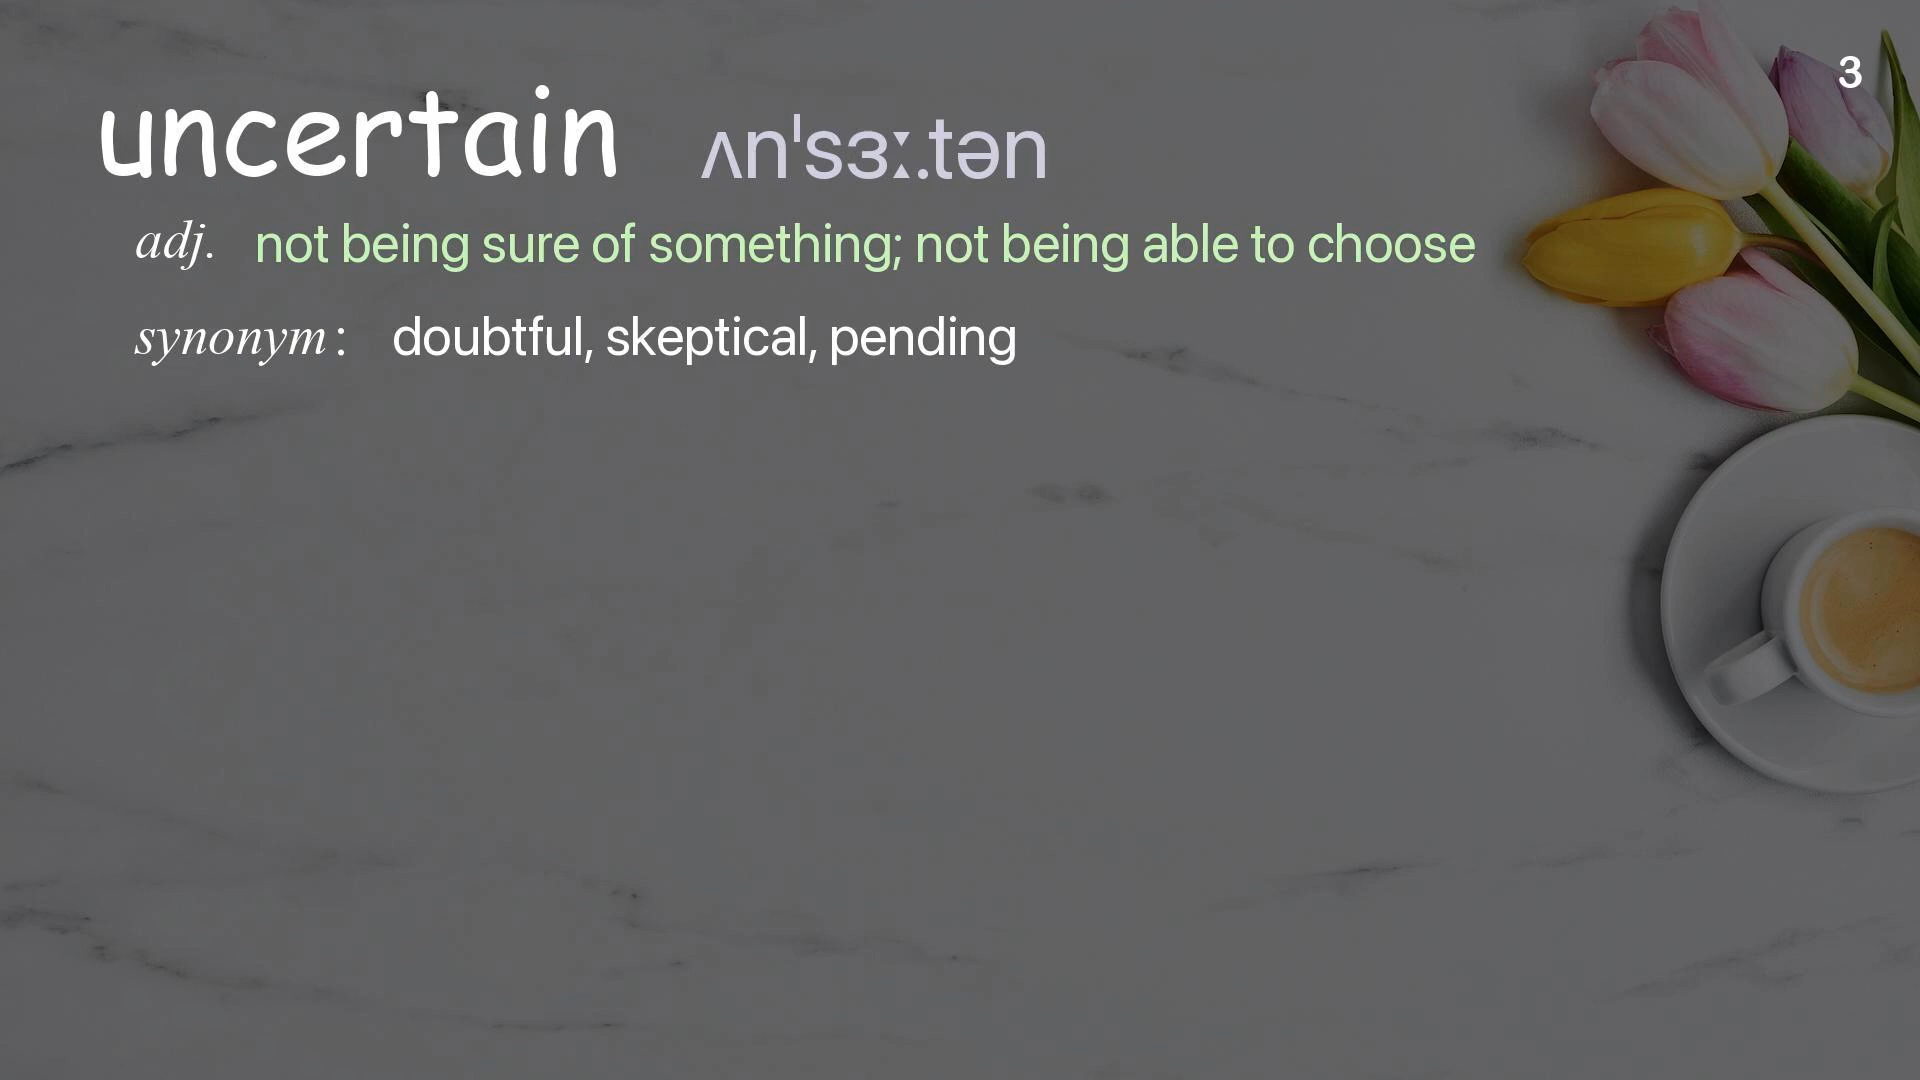 3
uncertain ʌnˈsɜː.tən
adj. not being sure of something; not being able to choose
synonym: doubtful, skeptical, pending